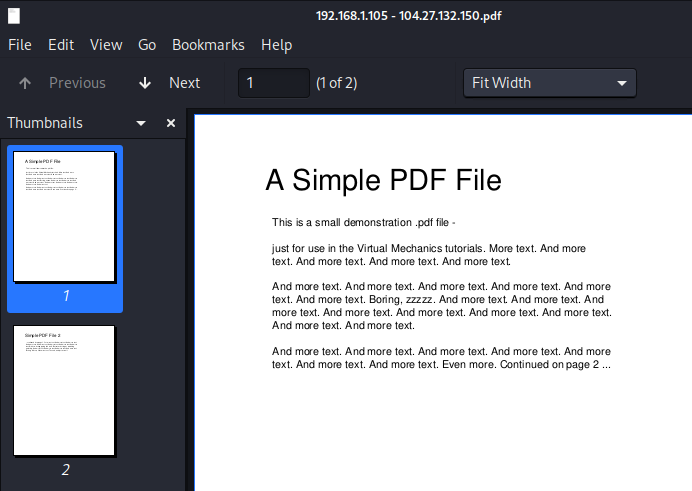 192.168.1.105 - 104.27.132.150.pdf
File Edit View Go Bookmarks Help
Previous Next 1 (1 of 2) Fit Width
Thumbnails
A Simple PDF File
1
Simple PDF File 2
2
A Simple PDF File
This is a small demonstration .pdf file -
just for use in the Virtual Mechanics tutorials. More text. And more
text. And more text. And more text. And more text.
And more text. And more text. And more text. And more text. And more
text. And more text. Boring, zzzzz. And more text. And more text. And
more text. And more text. And more text. And more text. And more text.
And more text. And more text.
And more text. And more text. And more text. And more text. And more
text. And more text. And more text. Even more. Continued on page 2 ...